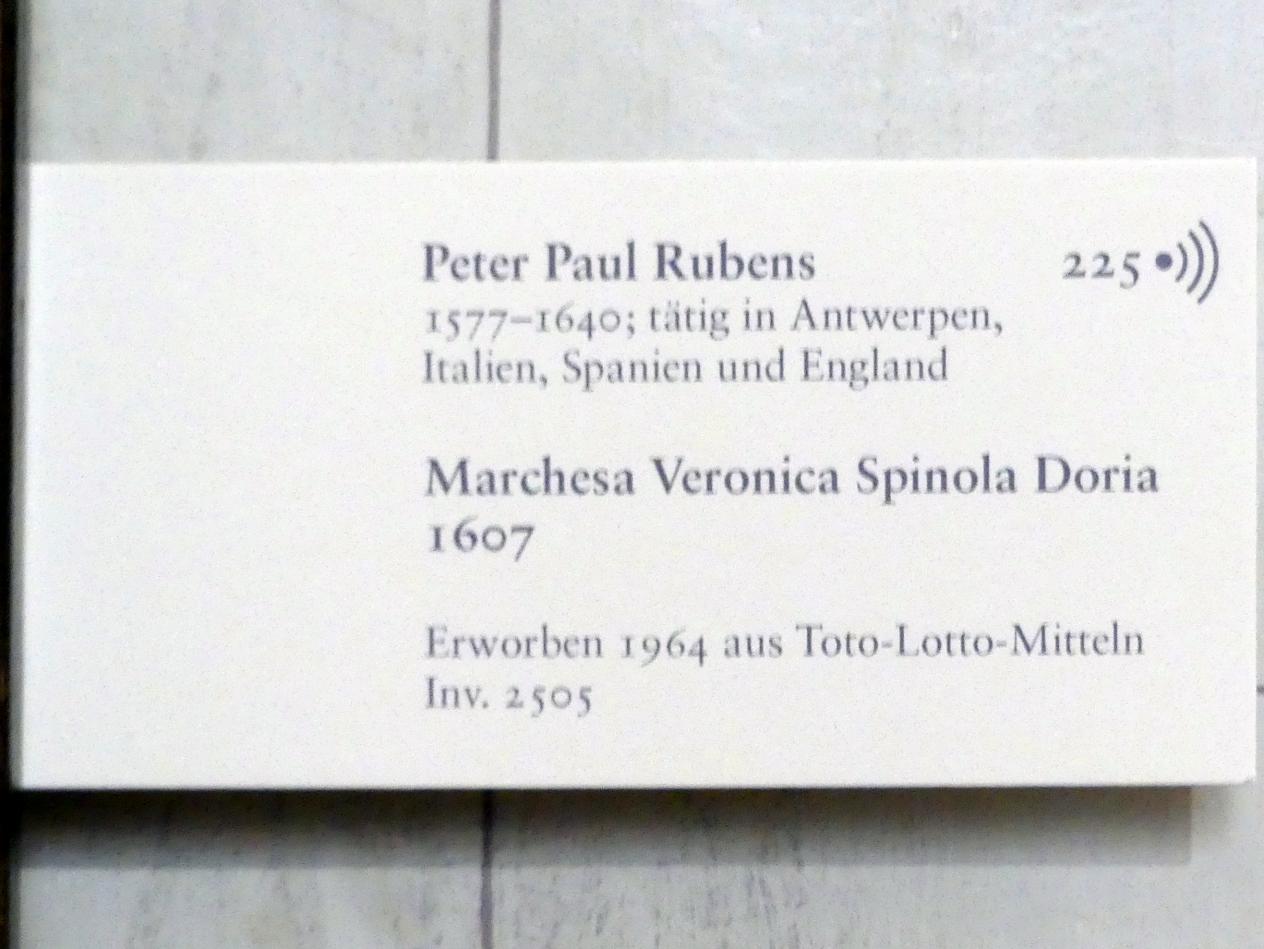 Peter Paul Rubens 225
1577–1640; tätig in Antwerpen,
Italien, Spanien und England
Marchesa Veronica Spinola Doria
1607
Erworben 1964 aus Toto-Lotto-Mitteln
Inv. 2505